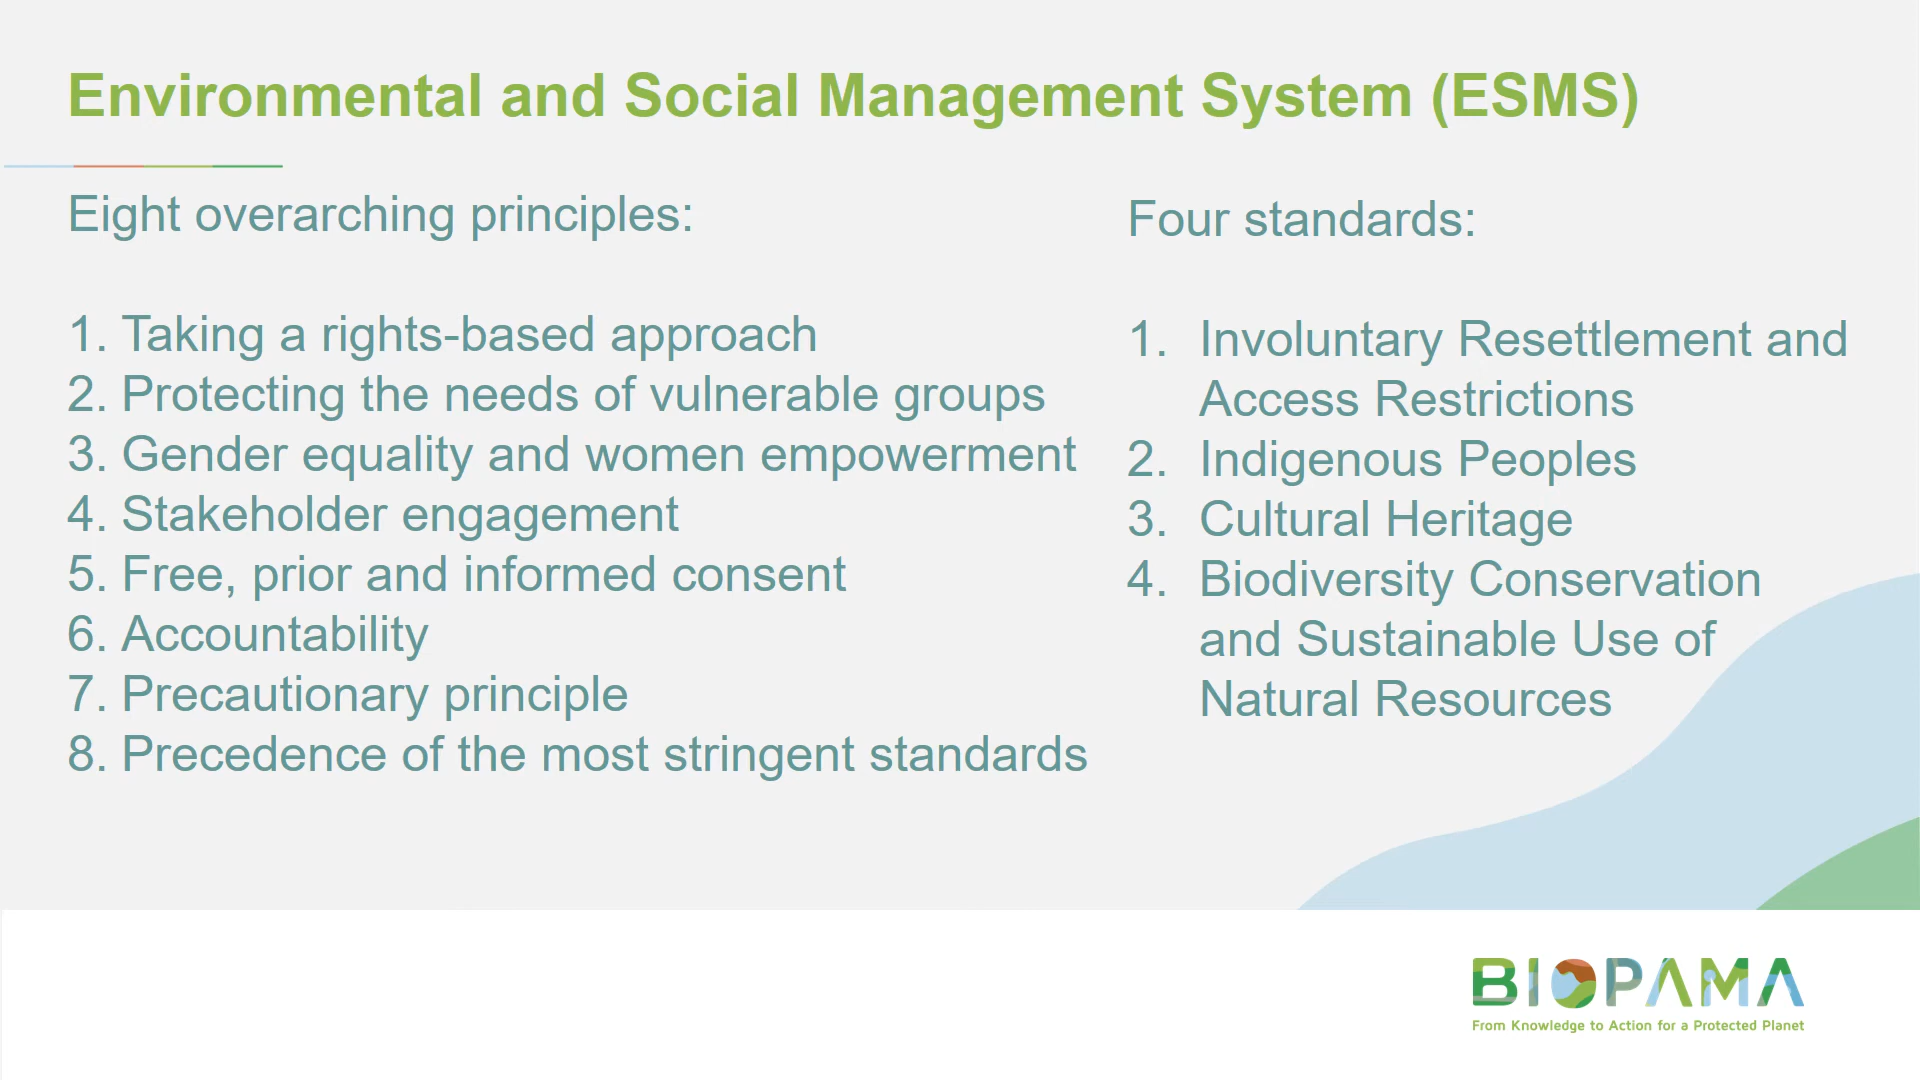 Environmental and Social Management System (ESMS)
Eight overarching principles:
1. Taking a rights-based approach
2. Protecting the needs of vulnerable groups
3. Gender equality and women empowerment
4. Stakeholder engagement
5. Free, prior and informed consent
6. Accountability
7. Precautionary principle
8. Precedence of the most stringent standards
Four standards:
1. Involuntary Resettlement and
Access Restrictions
2. Indigenous Peoples
3. Cultural Heritage
4. Biodiversity Conservation
and Sustainable Use of
Natural Resources
BIOPAMA
From Knowledge to Action for a Protected Planet